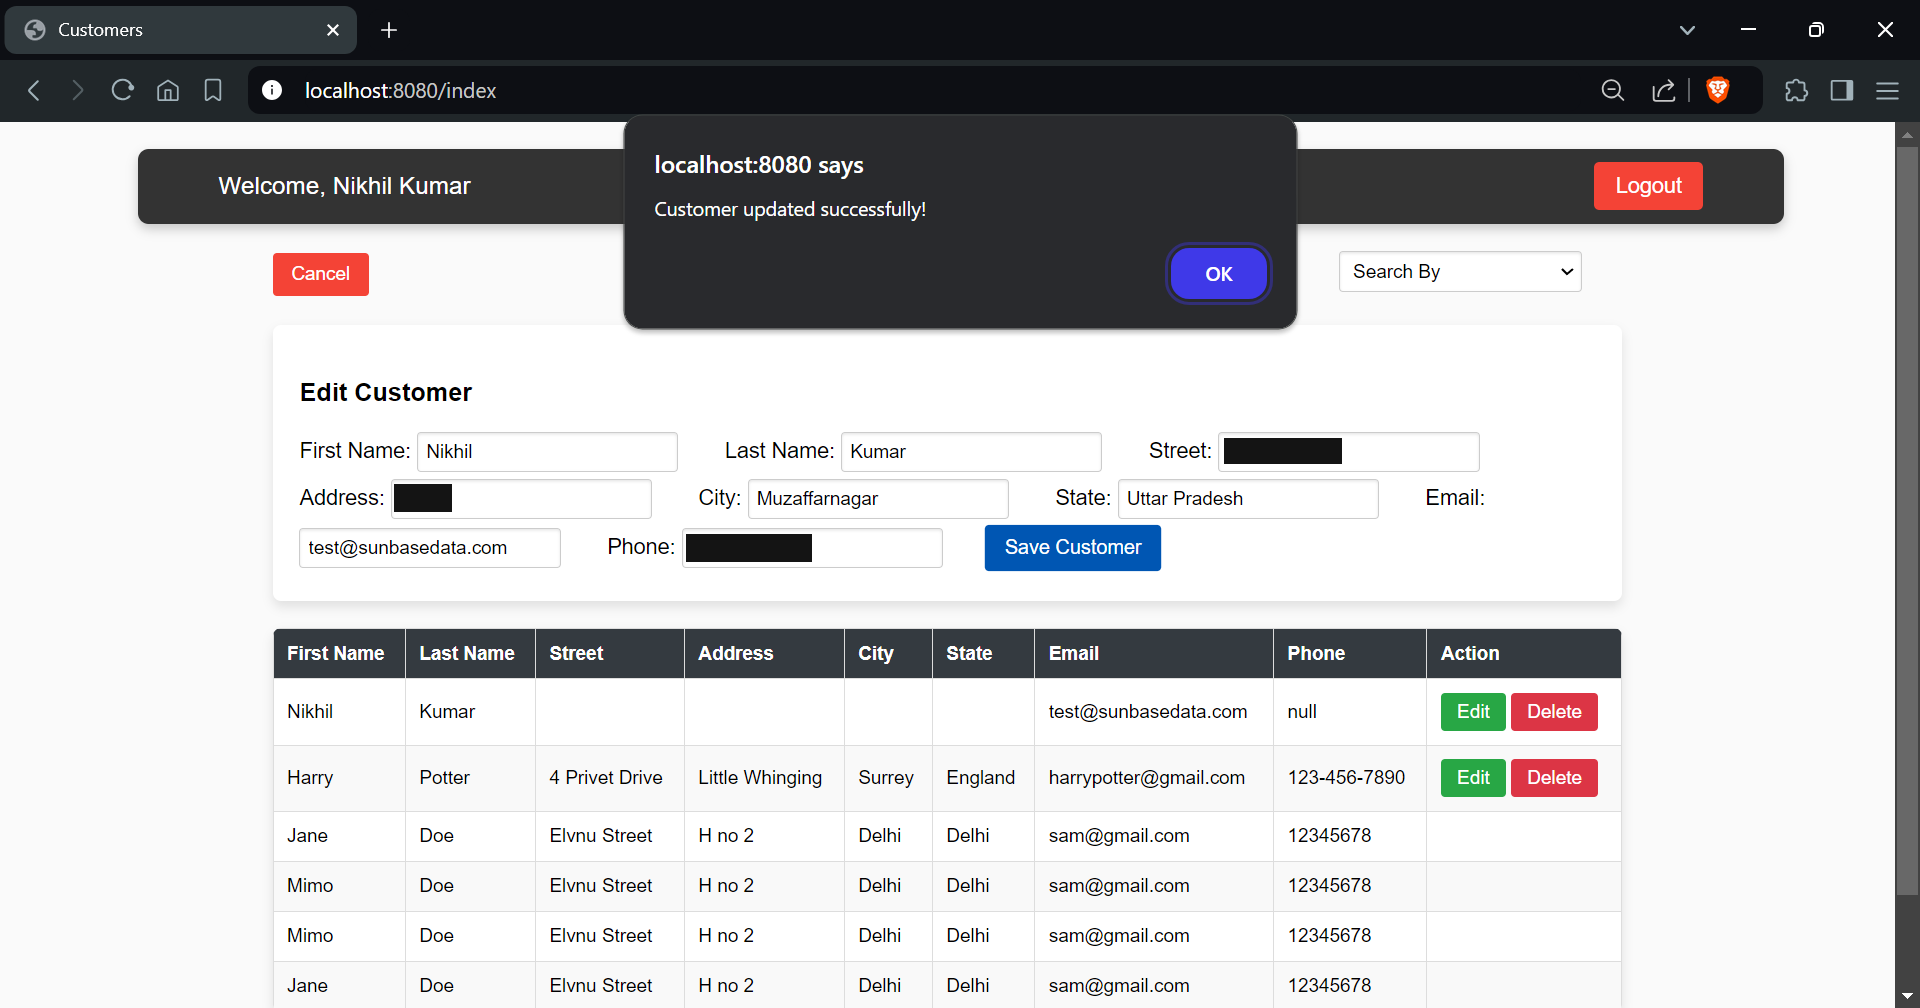 Customers
localhost:8080/index
localhost:8080 says
Customer updated successfully!
OK
Welcome, Nikhil Kumar
Logout
Cancel
Search By
Edit Customer
First Name: Nikhil Last Name: Kumar Street:
Address: City: Muzaffarnagar State: Uttar Pradesh Email:
test@sunbasedata.com Phone: Save Customer
First Name Last Name Street Address City State Email Phone Action
Nikhil Kumar test@sunbasedata.com null Edit Delete
Harry Potter 4 Privet Drive Little Whinging Surrey England harrypotter@gmail.com 123-456-7890 Edit Delete
Jane Doe Elvnu Street H no 2 Delhi Delhi sam@gmail.com 12345678
Mimo Doe Elvnu Street H no 2 Delhi Delhi sam@gmail.com 12345678
Mimo Doe Elvnu Street H no 2 Delhi Delhi sam@gmail.com 12345678
Jane Doe Elvnu Street H no 2 Delhi Delhi sam@gmail.com 12345678